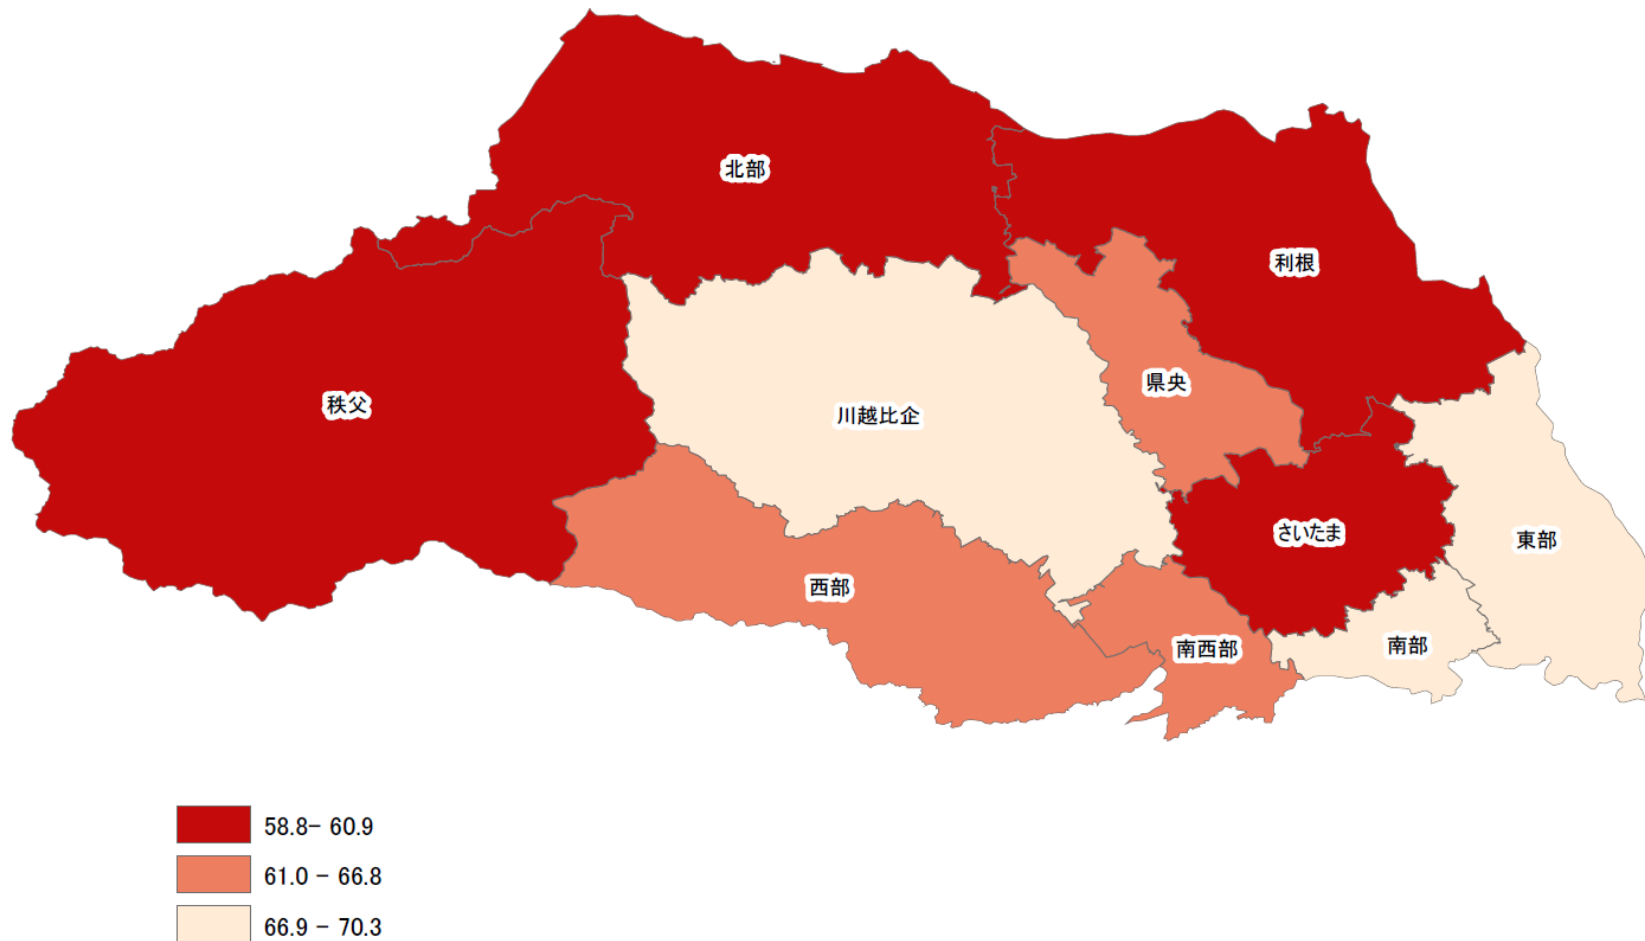 北部
利根
県央
秩父
川越比企
さいたま
東部
西部
南部
南西部
58.8– 60.9
61.0 – 66.8
66.9 – 70.3